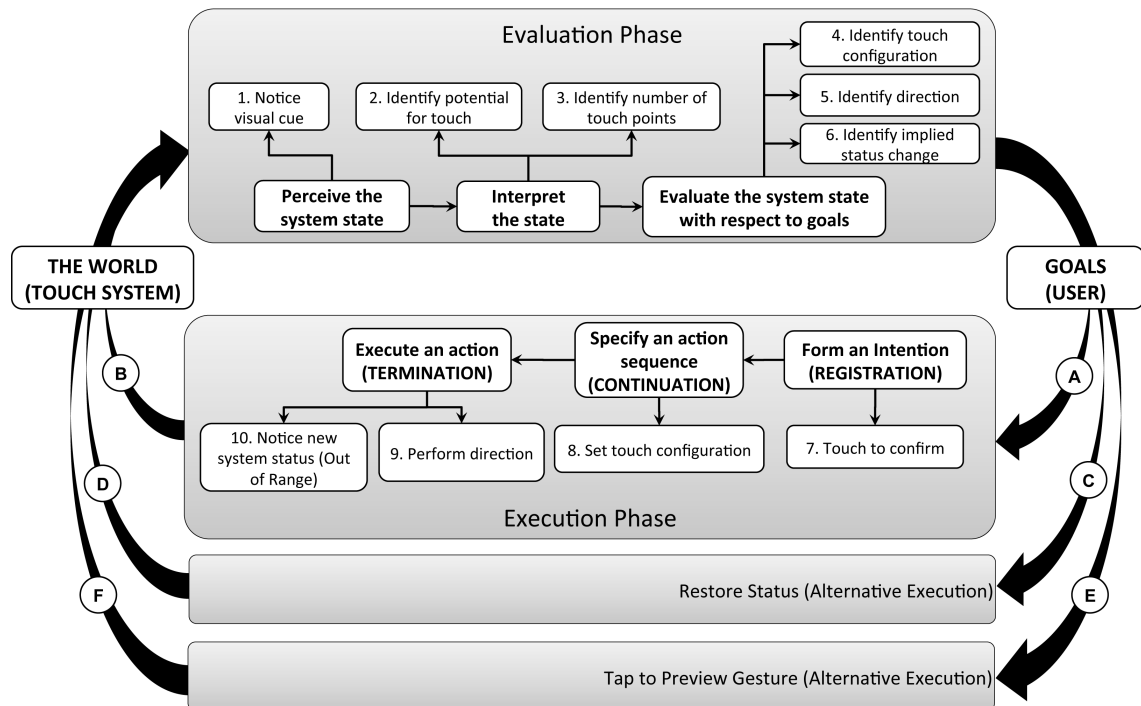 Evaluation Phase
4. Identify touch
configuration
1. Notice
visual cue
2. Identify potential
for touch
3. Identify number of
touch points
5. Identify direction
6. Identify implied
status change
Perceive the
system state
Interpret
the state
Evaluate the system state
with respect to goals
THE WORLD
(TOUCH SYSTEM)
GOALS
(USER)
Execute an action
(TERMINATION)
Specify an action
sequence
(CONTINUATION)
Form an Intention
(REGISTRATION)
B
A
10. Notice new
system status (Out
of Range)
9. Perform direction
8. Set touch configuration
7. Touch to confirm
D
C
Execution Phase
F
Restore Status (Alternative Execution)
E
Tap to Preview Gesture (Alternative Execution)